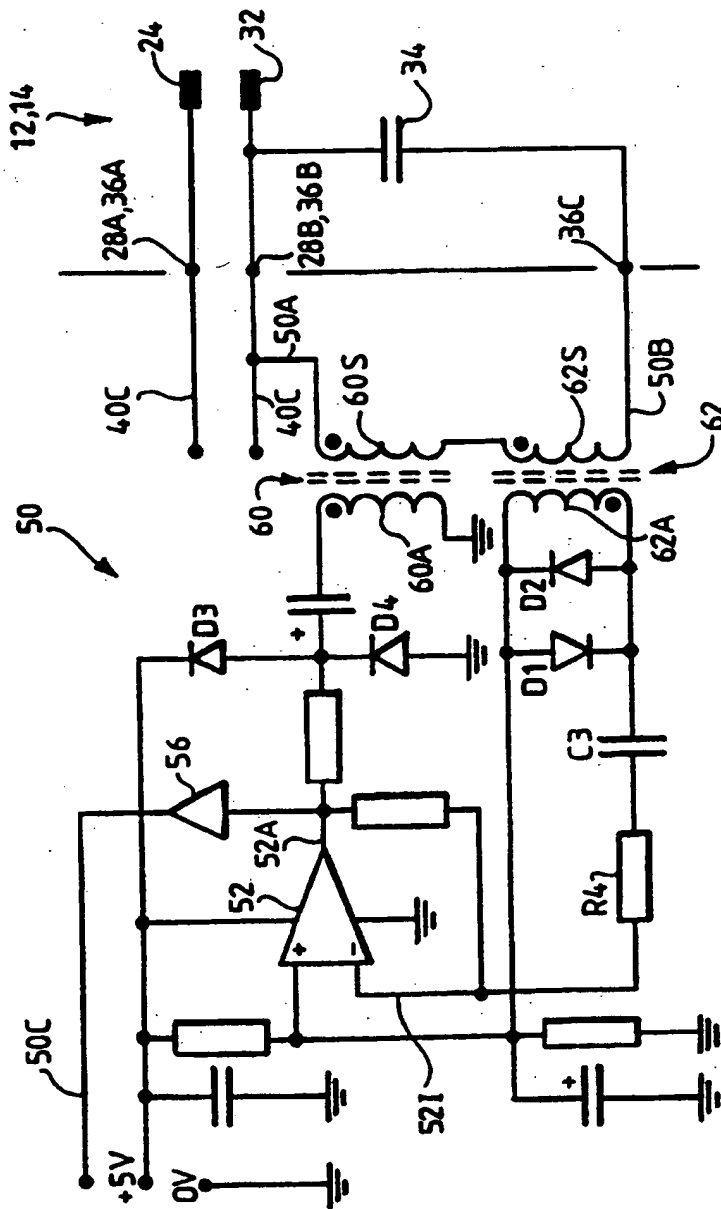 12,14
24
32
34
28A,36A
28B,36B
36C
40C
40C
50A
50B
60S
62S
62
60
60A
62A
50
D3
D4
D2
D1
56
52A
52
C3
R4
50C
+5V
0V
52I
+
-
+
+